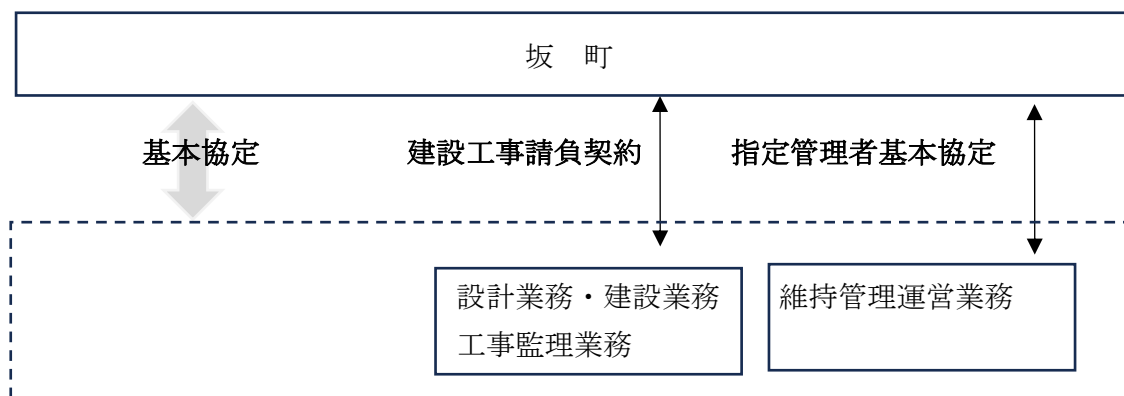 坂　町
基本協定
建設工事請負契約
指定管理者基本協定
設計業務・建設業務
工事監理業務
維持管理運営業務